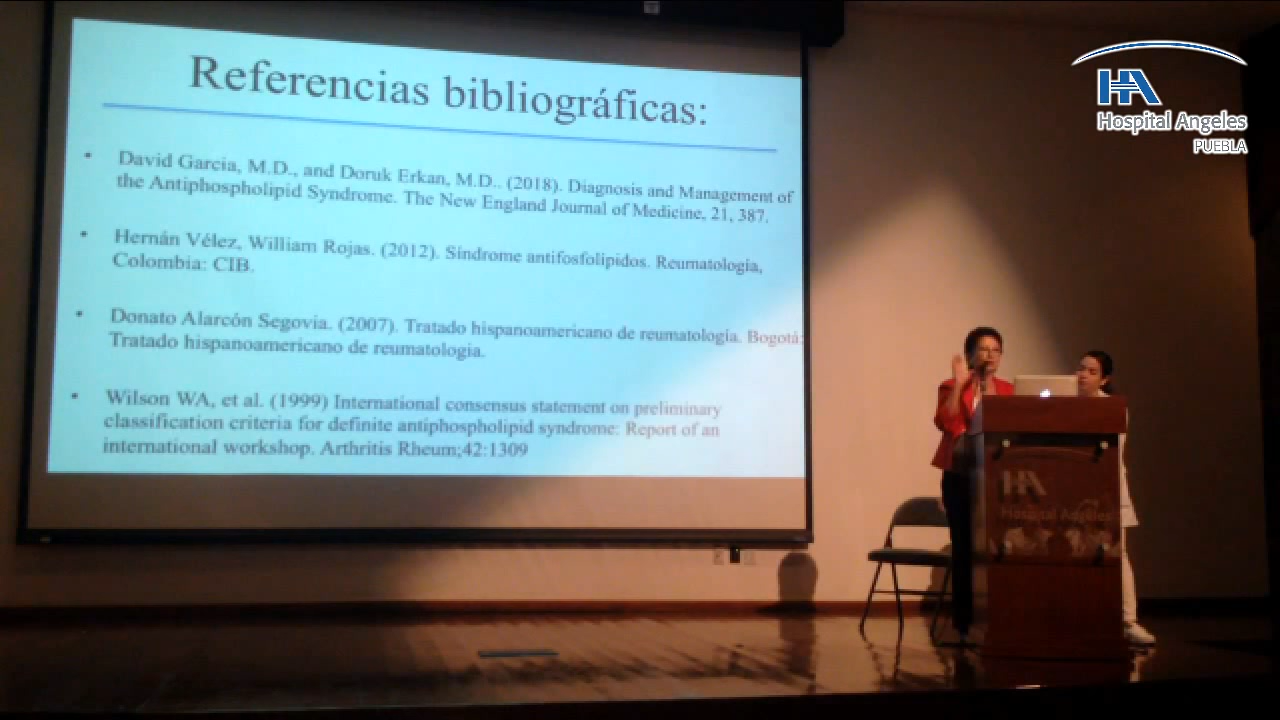 Referencias bibliográficas:
• David Garcia, M.D., and Doruk Erkan, M.D.. (2018). Diagnosis and Management of
the Antiphospholipid Syndrome. The New England Journal of Medicine, 21, 387.
• Hernán Vélez, William Rojas. (2012). Síndrome antifosfolipidos. Reumatología,
Colombia: CIB.
• Donato Alarcón Segovia. (2007). Tratado hispanoamericano de reumatología. Bogotá:
Tratado hispanoamericano de reumatología.
• Wilson WA, et al. (1999) International consensus statement on preliminary
classification criteria for definite antiphospholipid syndrome: Report of an
international workshop. Arthritis Rheum;42:1309
HA
Hospital Angeles
PUEBLA
HA
Hospital Angeles